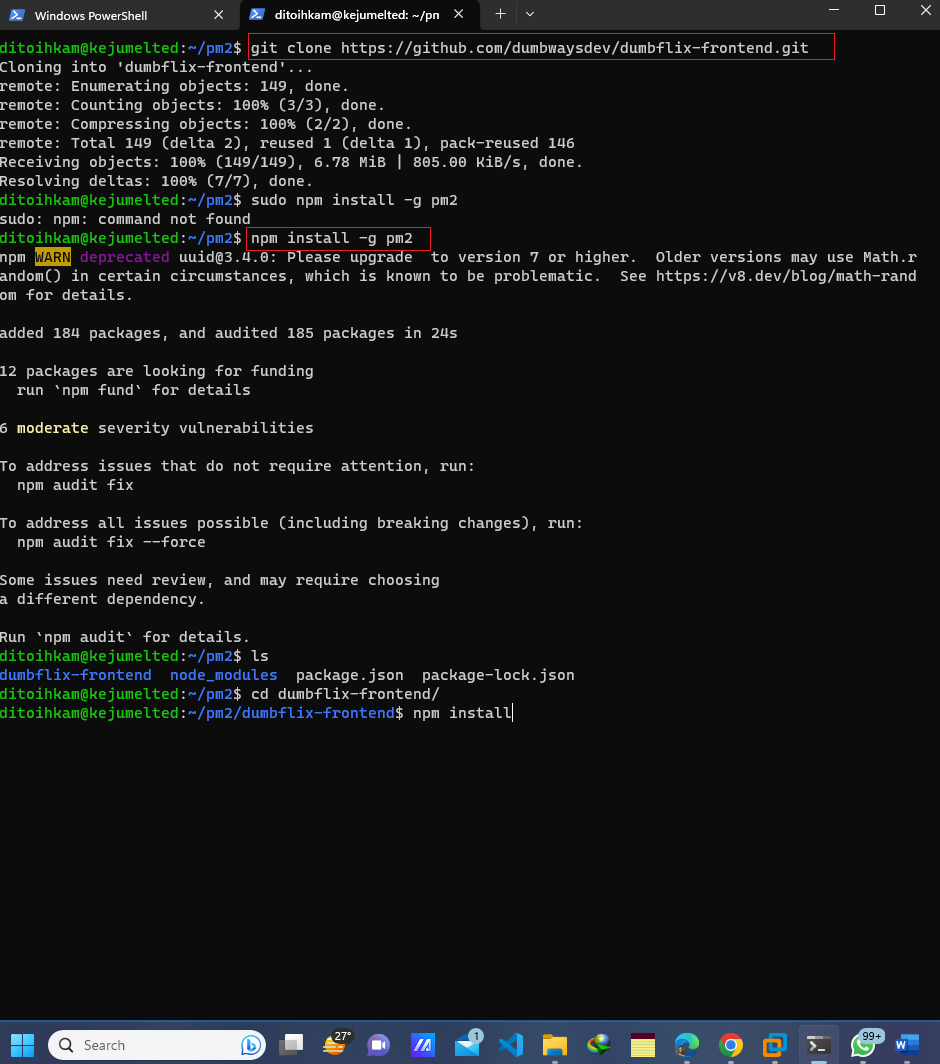 Windows PowerShell
ditoihkam@kejumelted: ~/pn
ditoihkam@kejumelted:~/pm2$ git clone https://github.com/dumbwaysdev/dumbflix-frontend.git
Cloning into 'dumbflix-frontend'...
remote: Enumerating objects: 149, done.
remote: Counting objects: 100% (3/3), done.
remote: Compressing objects: 100% (2/2), done.
remote: Total 149 (delta 2), reused 1 (delta 1), pack-reused 146
Receiving objects: 100% (149/149), 6.78 MiB | 805.00 KiB/s, done.
Resolving deltas: 100% (7/7), done.
ditoihkam@kejumelted:~/pm2$ sudo npm install -g pm2
sudo: npm: command not found
ditoihkam@kejumelted:~/pm2$ npm install -g pm2
npm WARN deprecated uuid@3.4.0: Please upgrade  to version 7 or higher.  Older versions may use Math.r
andom() in certain circumstances, which is known to be problematic.  See https://v8.dev/blog/math-rand
om for details.
added 184 packages, and audited 185 packages in 24s
12 packages are looking for funding
  run `npm fund` for details
6 moderate severity vulnerabilities
To address issues that do not require attention, run:
  npm audit fix
To address all issues possible (including breaking changes), run:
  npm audit fix --force
Some issues need review, and may require choosing
a different dependency.
Run `npm audit` for details.
ditoihkam@kejumelted:~/pm2$ ls
dumbflix-frontend  node_modules  package.json  package-lock.json
ditoihkam@kejumelted:~/pm2$ cd dumbflix-frontend/
ditoihkam@kejumelted:~/pm2/dumbflix-frontend$ npm install
Search
27°
1
99+